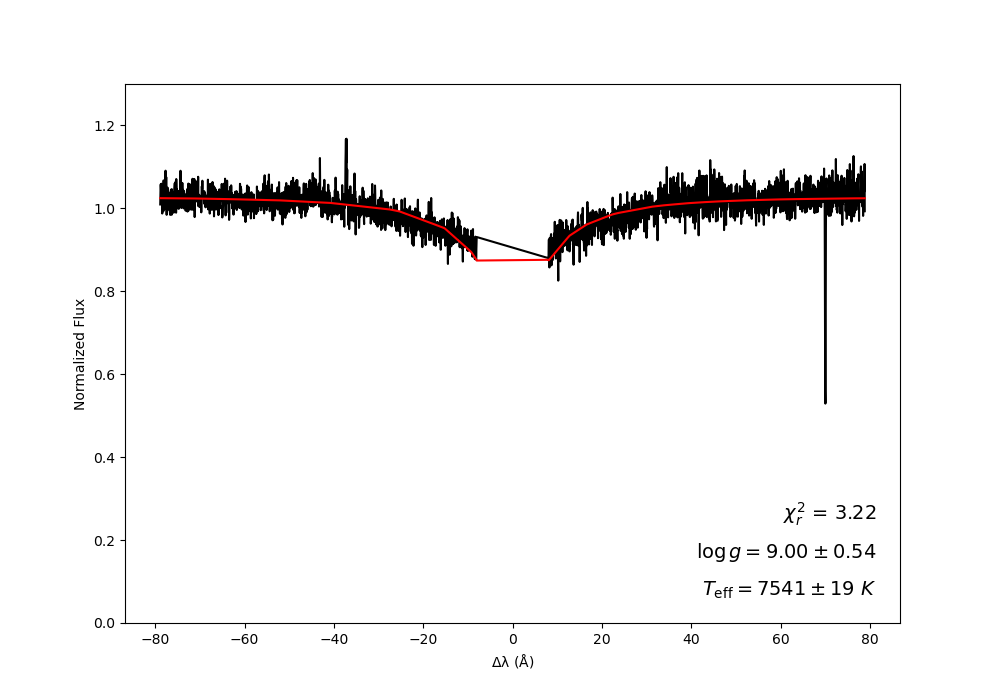 1.2
1.0
0.8
0.6
0.4
0.2
0.0
Normalized Flux
χ²ᵣ = 3.22
log g = 9.00 ± 0.54
T_eff = 7541 ± 19 K
−80 −60 −40 −20 0 20 40 60 80
Δλ (Å)